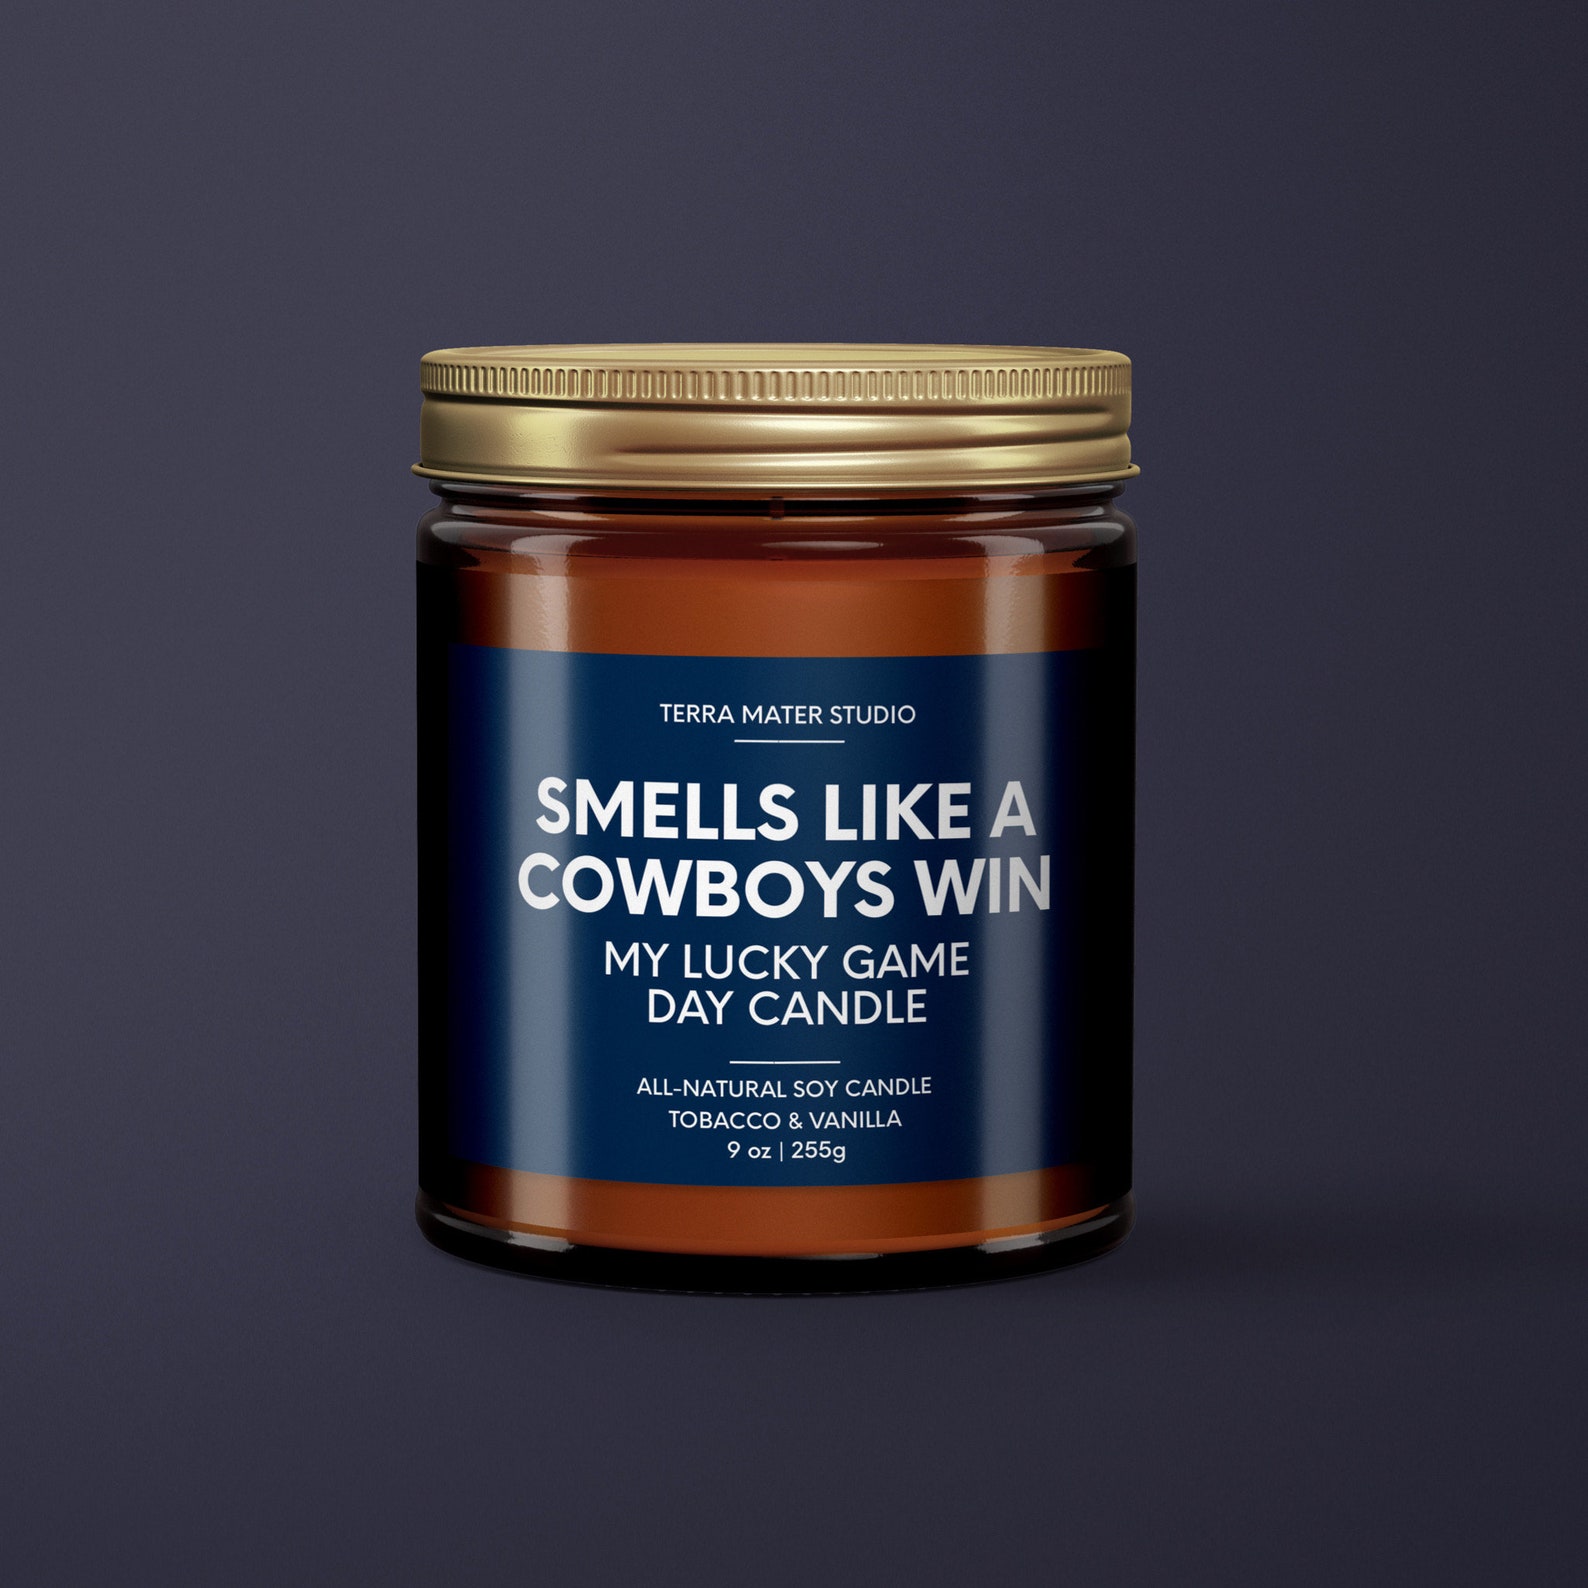 TERRA MATER STUDIO
SMELLS LIKE A
COWBOYS WIN
MY LUCKY GAME
DAY CANDLE
ALL-NATURAL SOY CANDLE
TOBACCO & VANILLA
9 oz | 255g